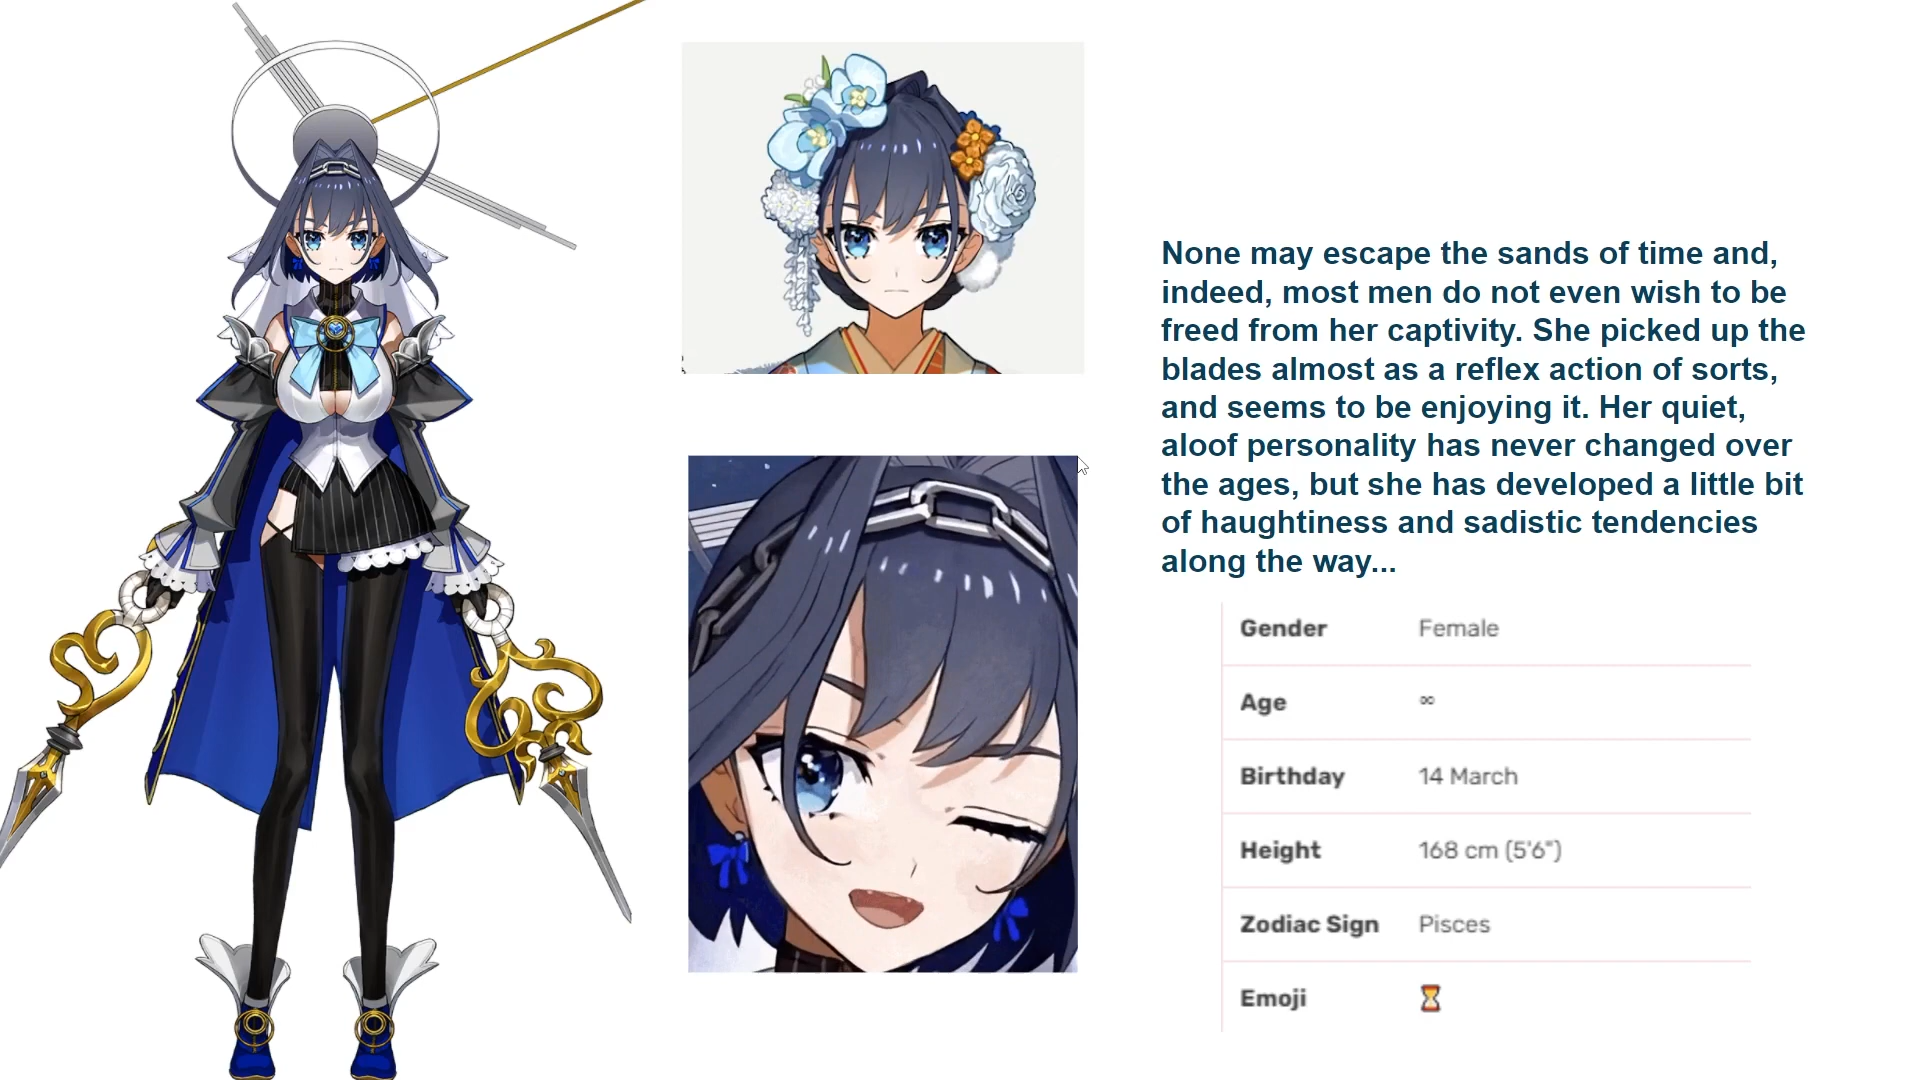 None may escape the sands of time and,
indeed, most men do not even wish to be
freed from her captivity. She picked up the
blades almost as a reflex action of sorts,
and seems to be enjoying it. Her quiet,
aloof personality has never changed over
the ages, but she has developed a little bit
of haughtiness and sadistic tendencies
along the way...
Gender Female
Age ∞
Birthday 14 March
Height 168 cm (5'6")
Zodiac Sign Pisces
Emoji ⏳